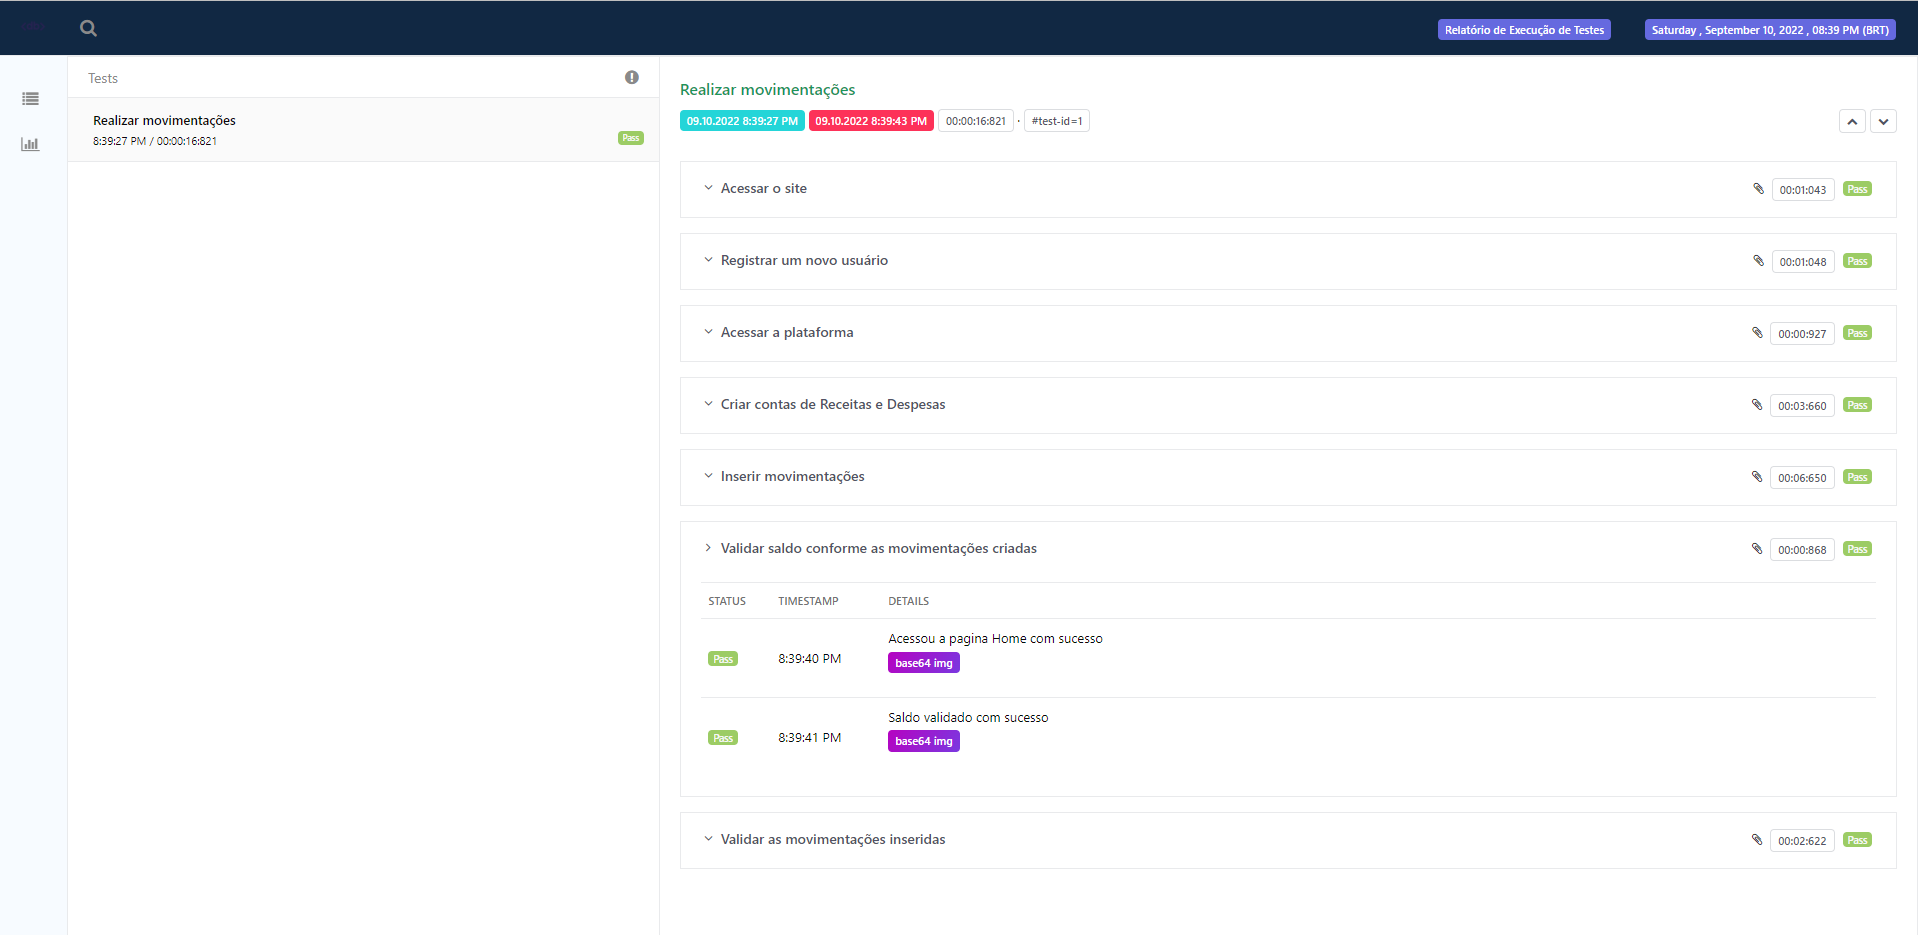 Relatório de Execução de Testes
Saturday , September 10, 2022 , 08:39 PM (BRT)
Tests
Realizar movimentações
8:39:27 PM / 00:00:16:821
Pass
Realizar movimentações
09.10.2022 8:39:27 PM 09.10.2022 8:39:43 PM 00:00:16:821 · #test-id=1
Acessar o site 00:01:043 Pass
Registrar um novo usuário 00:01:048 Pass
Acessar a plataforma 00:00:927 Pass
Criar contas de Receitas e Despesas 00:03:660 Pass
Inserir movimentações 00:06:650 Pass
Validar saldo conforme as movimentações criadas 00:00:868 Pass
STATUS TIMESTAMP DETAILS
Acessou a pagina Home com sucesso
Pass 8:39:40 PM
base64 img
Saldo validado com sucesso
Pass 8:39:41 PM
base64 img
Validar as movimentações inseridas 00:02:622 Pass